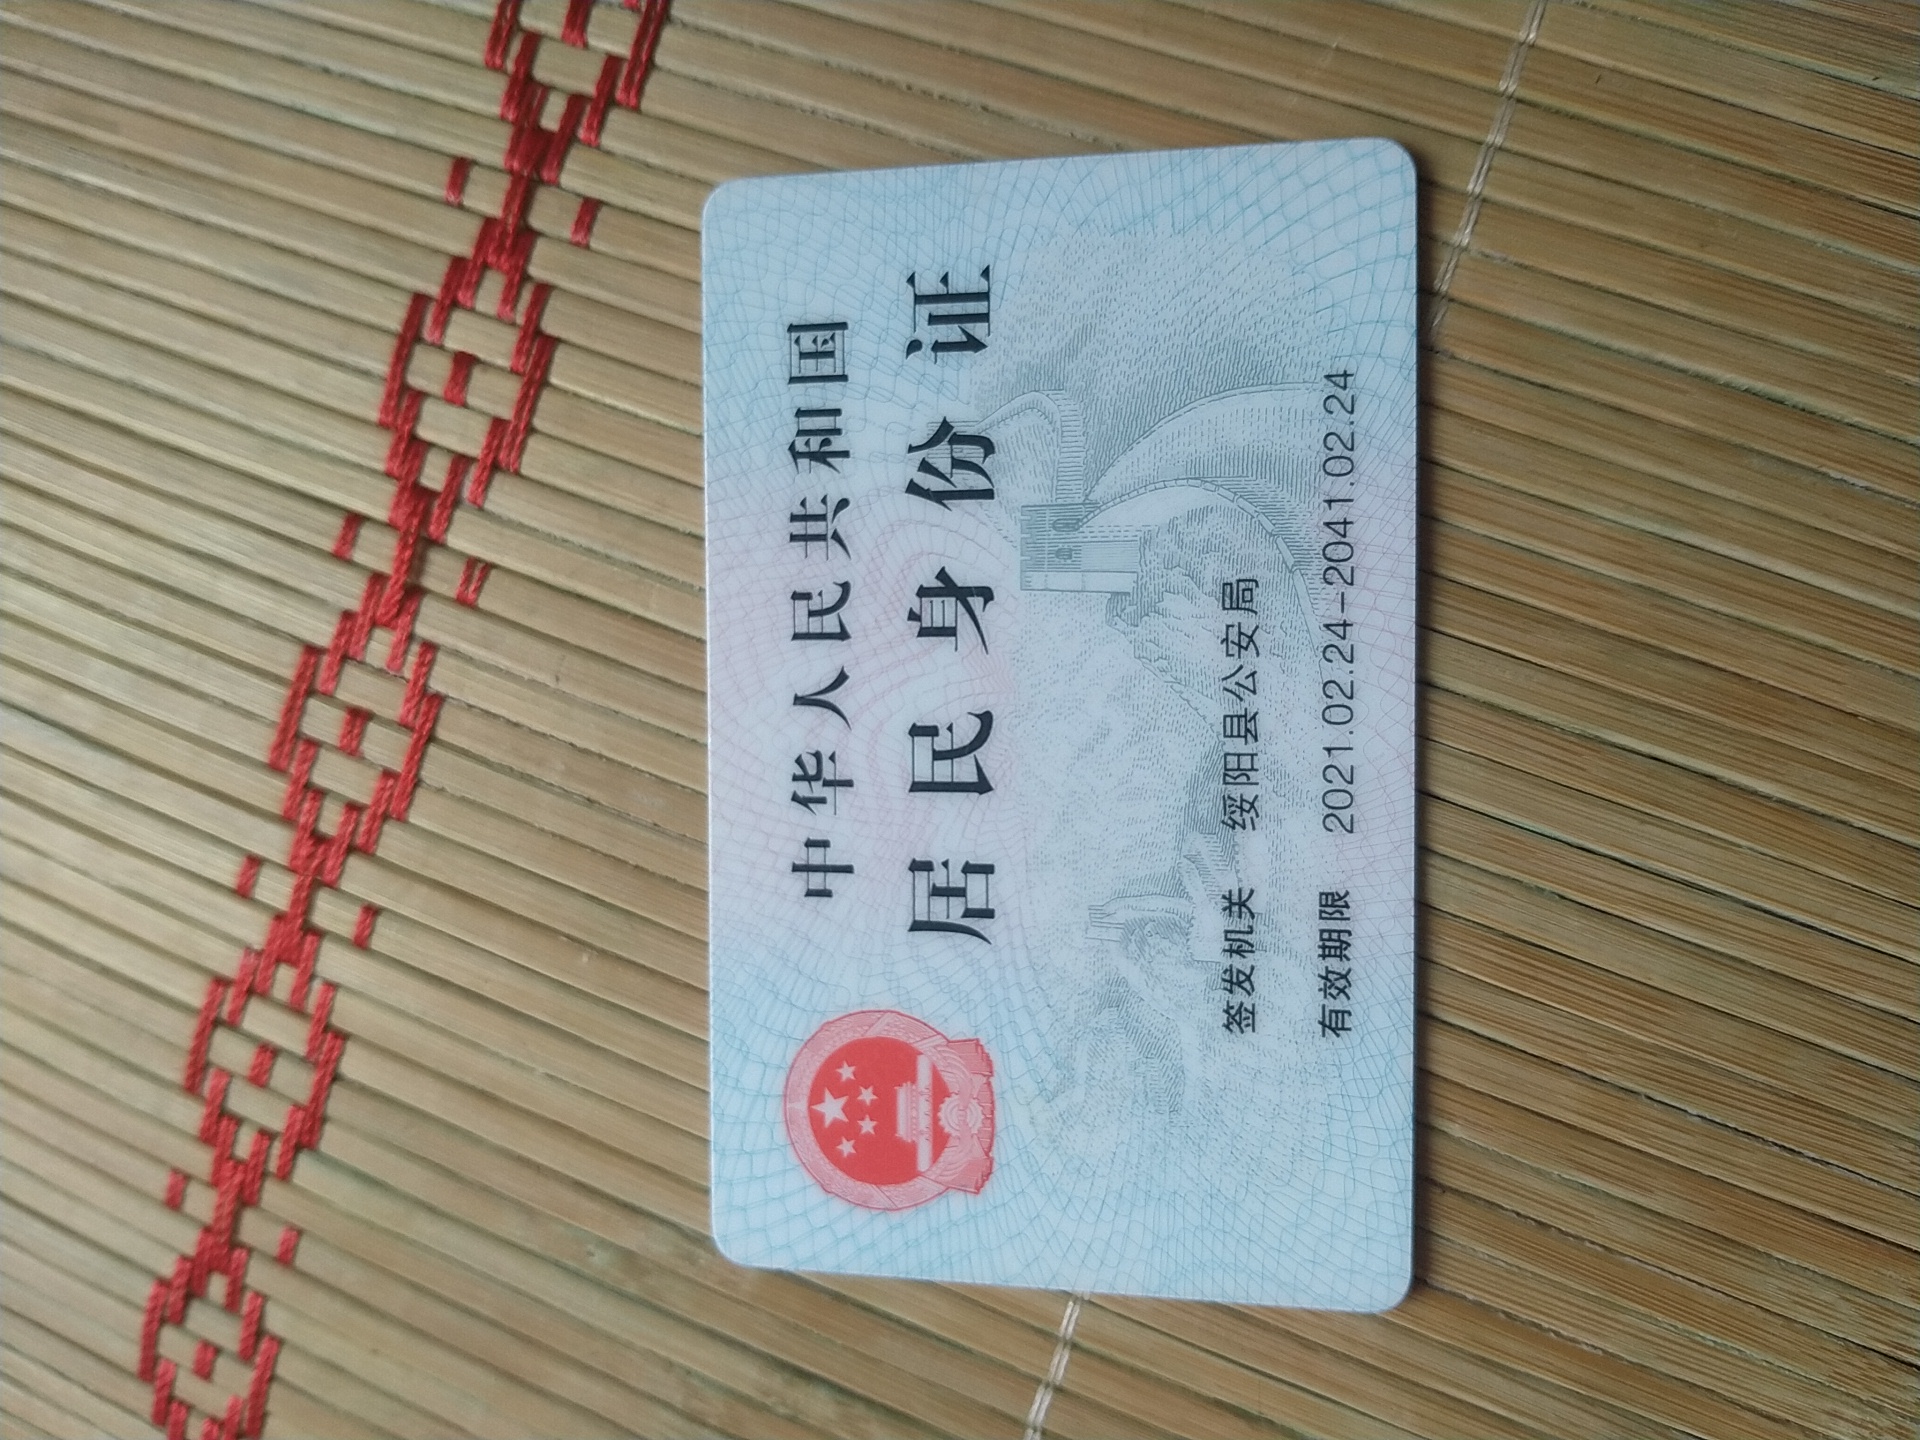 中华人民共和国
居民身份证
签发机关 绥阳县公安局
有效期限 2021.02.24-2041.02.24